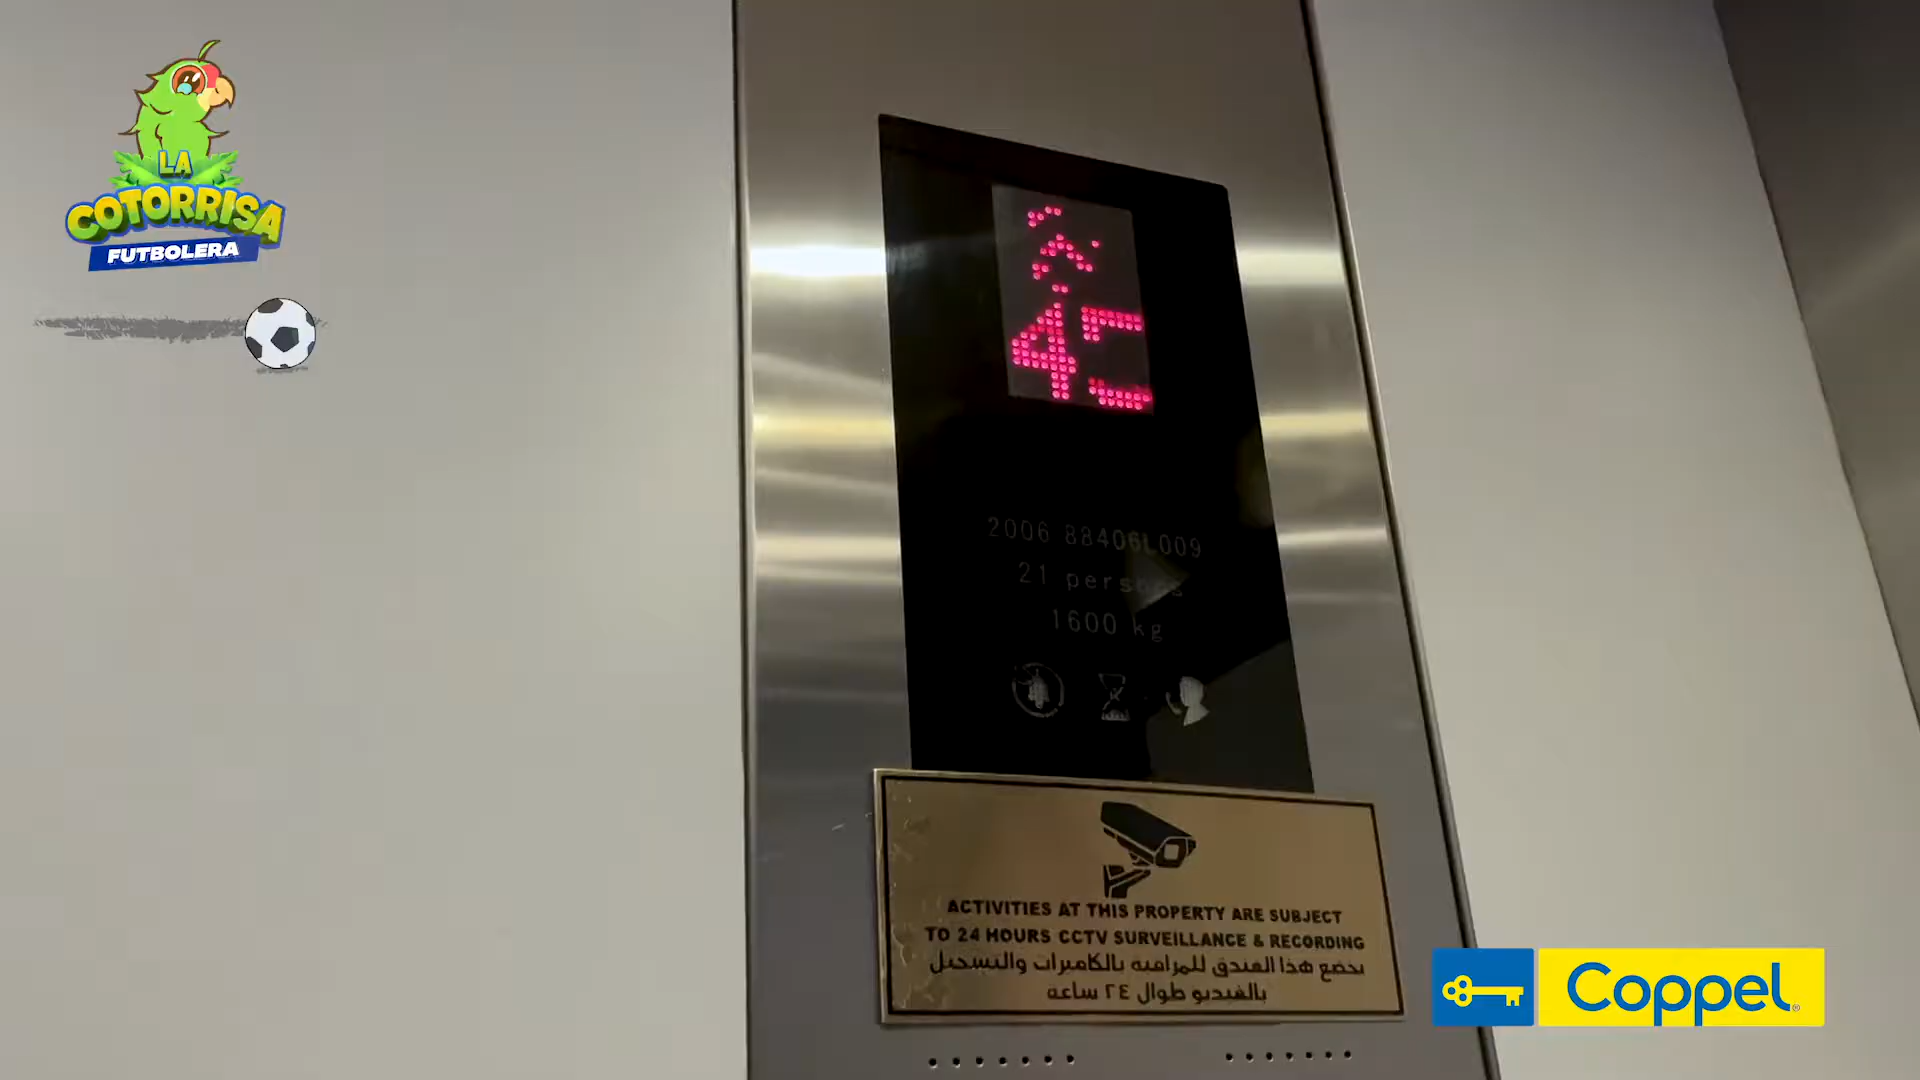 LA
COTORRISA
FUTBOLERA
45
2006 88406L009
21 persons
1600 kg
ACTIVITIES AT THIS PROPERTY ARE SUBJECT
TO 24 HOURS CCTV SURVEILLANCE & RECORDING
يخضع هذا الفندق للمراقبة بالكاميرات والتسجيل
بالفيديو طوال ٢٤ ساعة
Coppel®